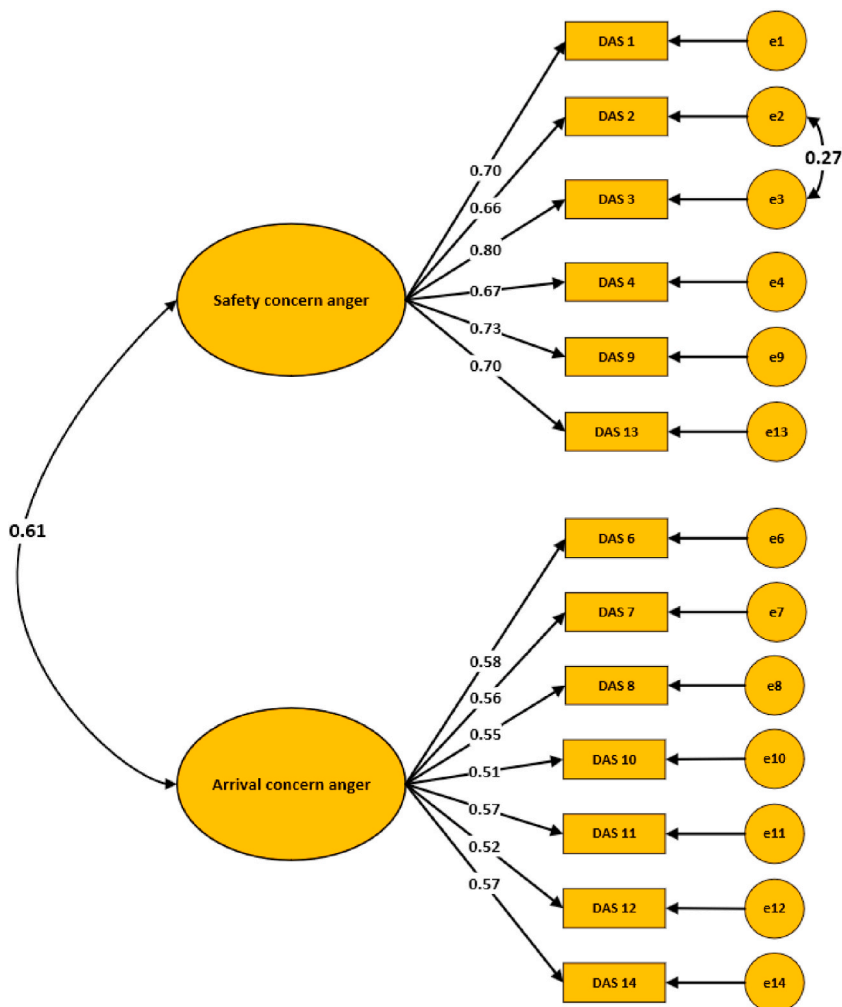 DAS 1
e1
DAS 2
e2
0.27
0.70
0.66
DAS 3
e3
0.80
Safety concern anger
0.67
DAS 4
e4
0.73
DAS 9
e9
0.70
DAS 13
e13
0.61
DAS 6
e6
DAS 7
e7
0.58
0.56
DAS 8
e8
0.55
0.51
DAS 10
e10
Arrival concern anger
0.57
DAS 11
e11
0.52
0.57
DAS 12
e12
DAS 14
e14